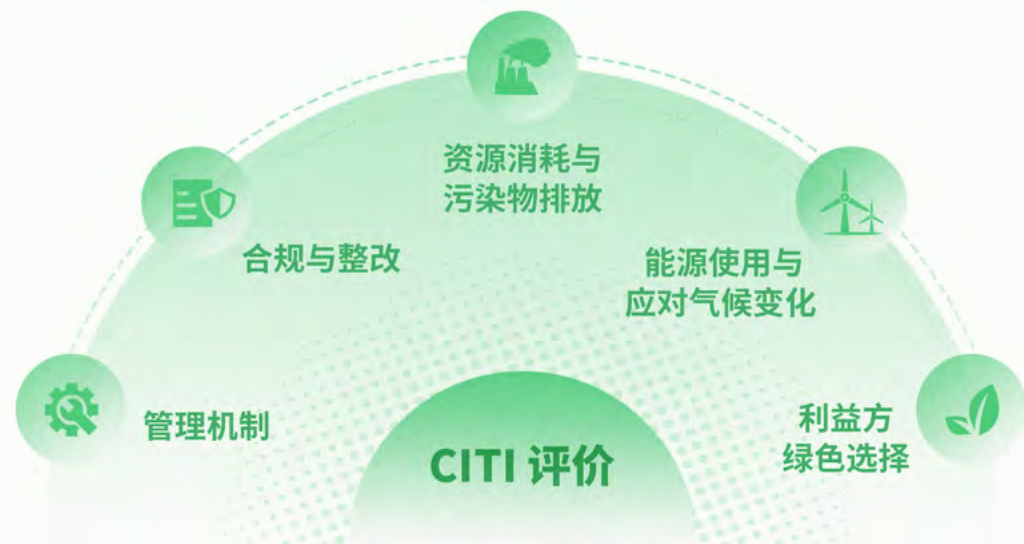 资源消耗与
污染物排放
合规与整改
能源使用与
应对气候变化
管理机制
利益方
绿色选择
CITI 评价